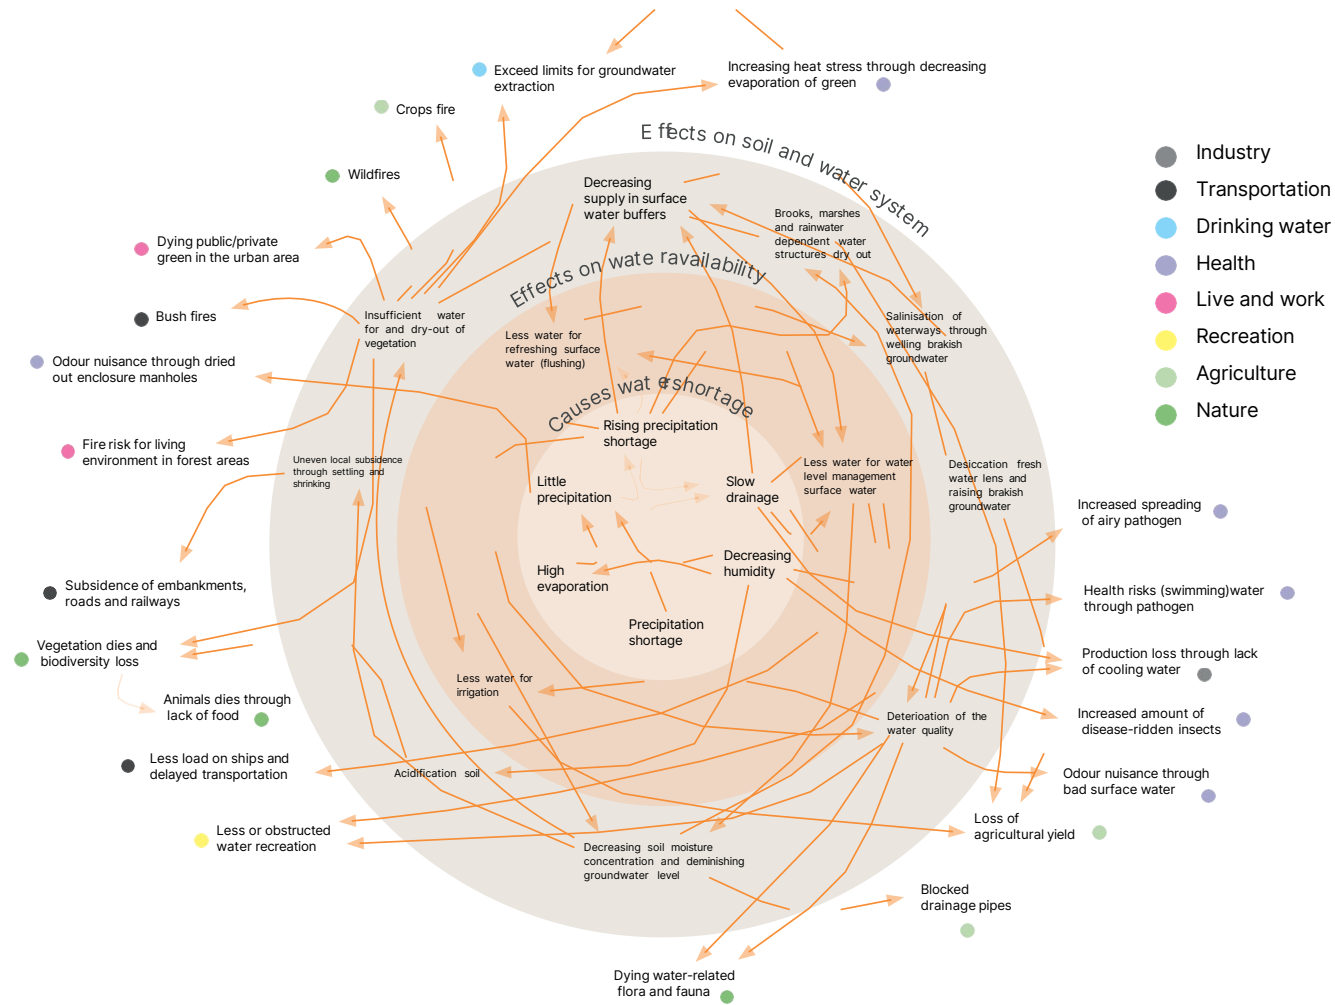 Exceed limits for groundwater
extraction
Increasing heat stress through decreasing
evaporation of green
Crops fire
Wildfires
Dying public/private
green in the urban area
Bush fires
Odour nuisance through dried
out enclosure manholes
Fire risk for living
environment in forest areas
Subsidence of embankments,
roads and railways
Vegetation dies and
biodiversity loss
Animals dies through
lack of food
Less load on ships and
delayed transportation
Less or obstructed
water recreation
Effects on soil and water system
Decreasing
supply in surface
water buffers
Brooks, marshes
and rainwater
dependent water
structures dry out
Insufficient water
for and dry-out of
vegetation
Salinisation of
waterways through
welling brakish
groundwater
Uneven local subsidence
through settling and
shrinking
Desiccation fresh
water lens and
raising brakish
groundwater
Acidification soil
Decreasing soil moisture
concentration and deminishing
groundwater level
Effects on wate ravailability
Less water for
refreshing surface
water (flushing)
Less water for water
level management
surface water
Less water for
irrigation
Deterioation of the
water quality
Causes wat ershortage
Rising precipitation
shortage
Little
precipitation
Slow
drainage
High
evaporation
Decreasing
humidity
Precipitation
shortage
Increased spreading
of airy pathogen
Health risks (swimming)water
through pathogen
Production loss through lack
of cooling water
Increased amount of
disease-ridden insects
Odour nuisance through
bad surface water
Loss of
agricultural yield
Blocked
drainage pipes
Dying water-related
flora and fauna
Industry
Transportation
Drinking water
Health
Live and work
Recreation
Agriculture
Nature